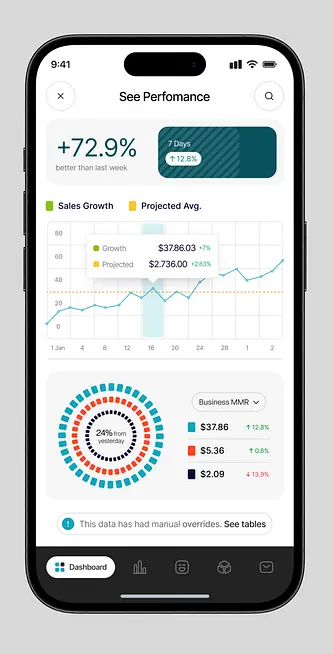 9:41
See Perfomance
+72.9%
better than last week
7 Days
↑ 12.8%
Sales Growth
Projected Avg.
80
60
40
20
0
Growth $37.86.03 +7%
Projected $2.736.00 +2.83%
1 Jan 4 8 12 16 20 24 28 1 2
24% from
yesterday
Business MMR
$37.86 ↑ 12.8%
$5.36 ↑ 0.8%
$2.09 ↓ 13.9%
This data has had manual overrides. See tables
Dashboard